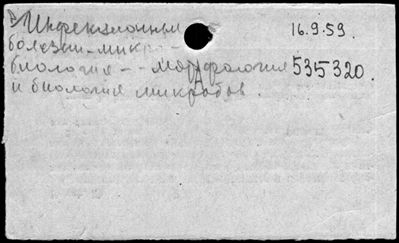 Инфекционные 16.9.59.
болезни-микро-
биология -- морфология 535320.
и биология микробов.